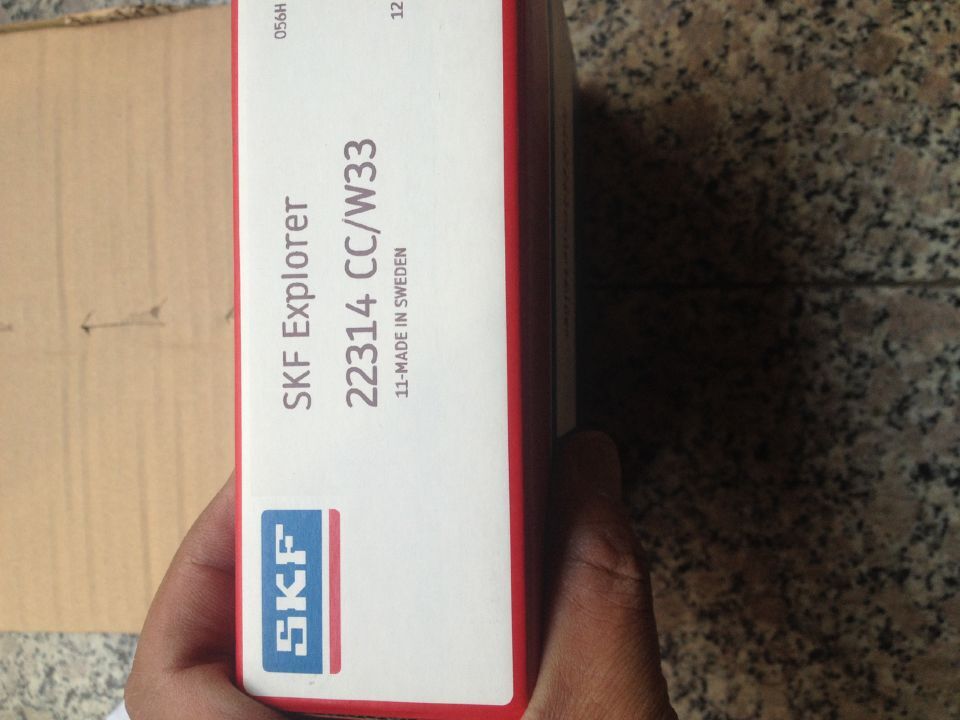 SKF
SKF Explorer
22314 CC/W33
11-MADE IN SWEDEN
056H
12